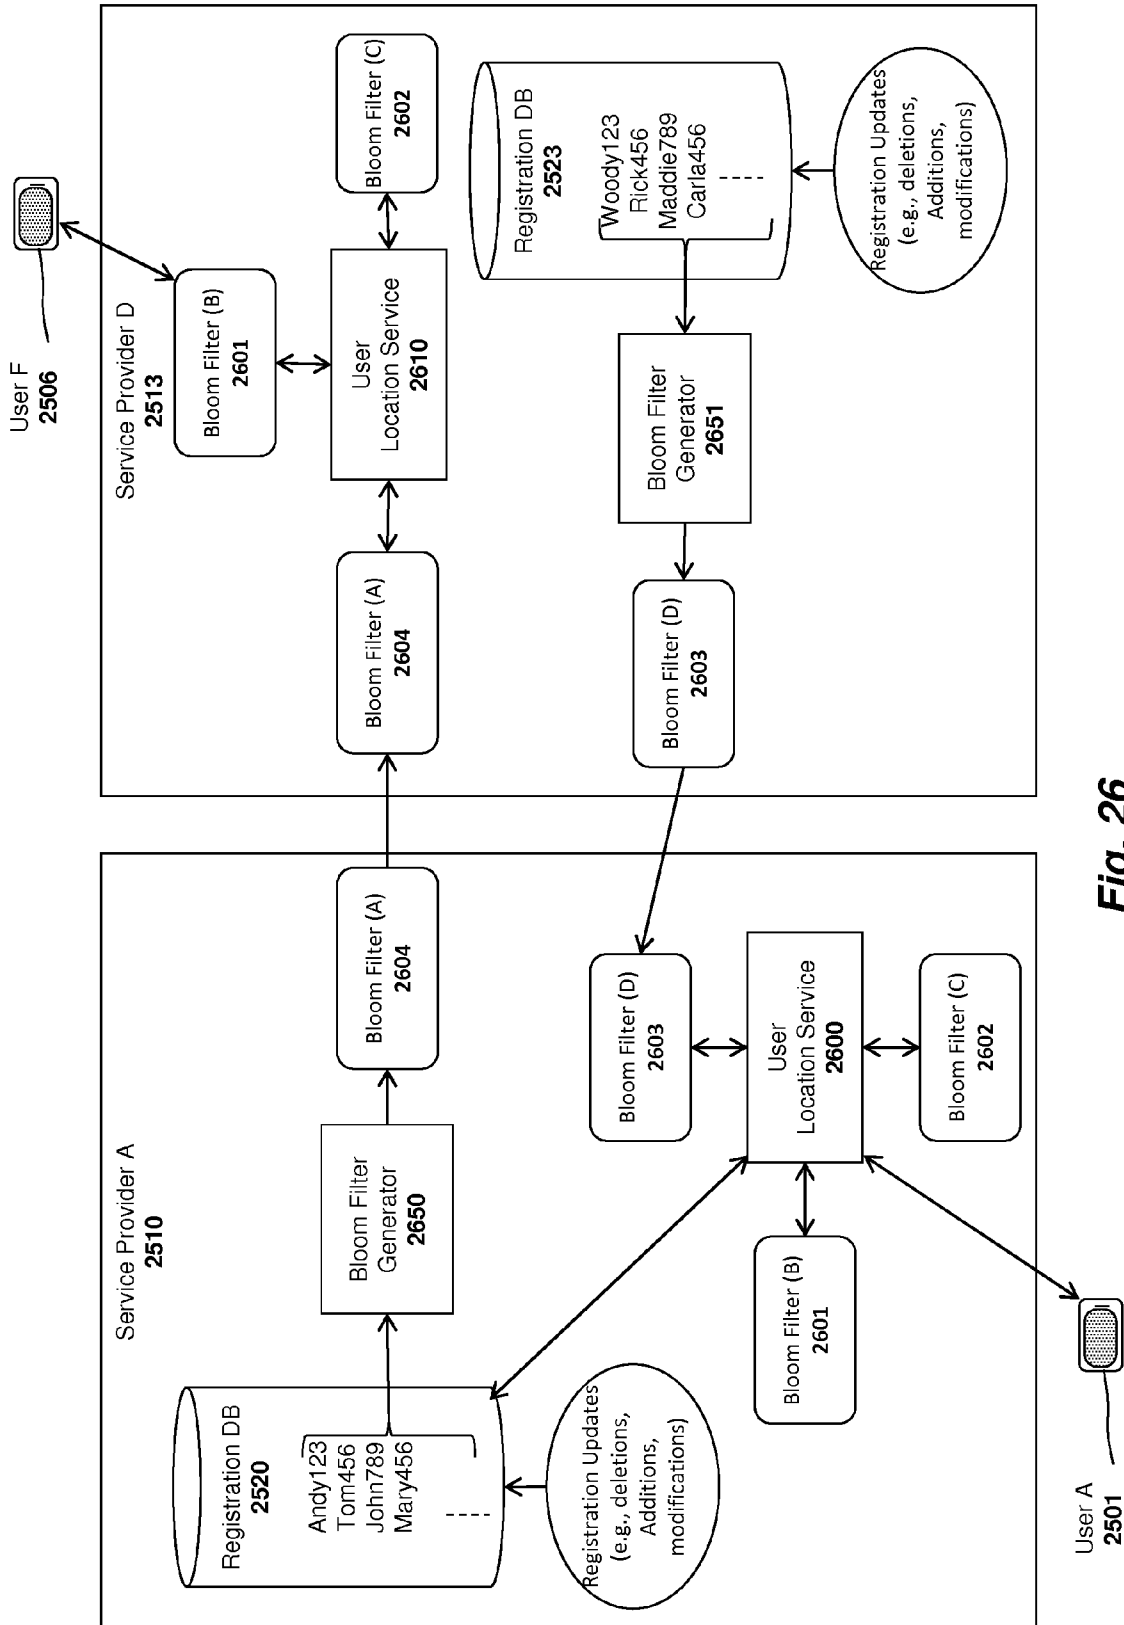 Service Provider A
2510
Registration DB
2520
Andy123
Tom456
John789
Mary456
Registration Updates
(e.g., deletions,
Additions,
modifications)
Bloom Filter
Generator
2650
Bloom Filter (A)
2604
Bloom Filter (B)
2601
User
Location Service
2600
Bloom Filter (D)
2603
Bloom Filter (C)
2602
User A
2501
Service Provider D
2513
Bloom Filter (A)
2604
User
Location Service
2610
Bloom Filter (B)
2601
Bloom Filter (C)
2602
User F
2506
Bloom Filter (D)
2603
Bloom Filter
Generator
2651
Registration DB
2523
Woody123
Rick456
Maddie789
Carla456
Registration Updates
(e.g., deletions,
Additions,
modifications)
Fig. 26